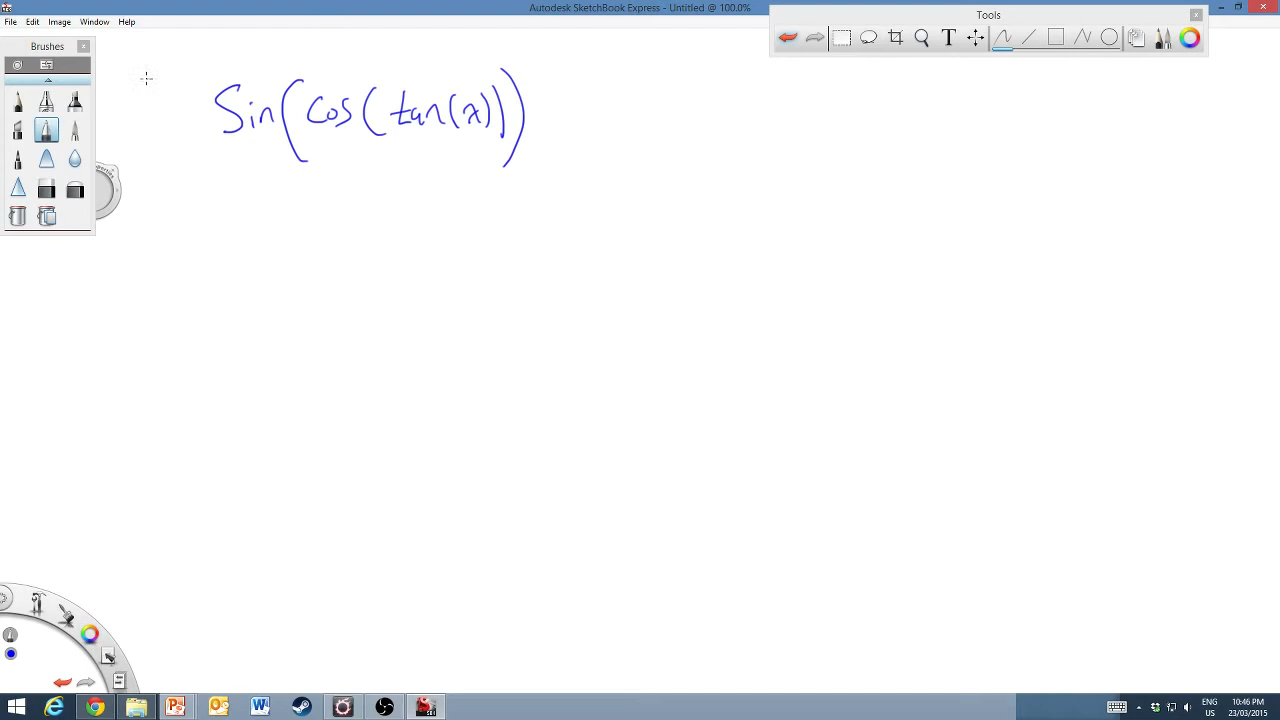 Autodesk SketchBook Express - Untitled @ 100.0%
File Edit Image Window Help
Tools
Brushes
Sin(Cos(tan(x)))
ENG
US
10:46 PM
23/03/2015